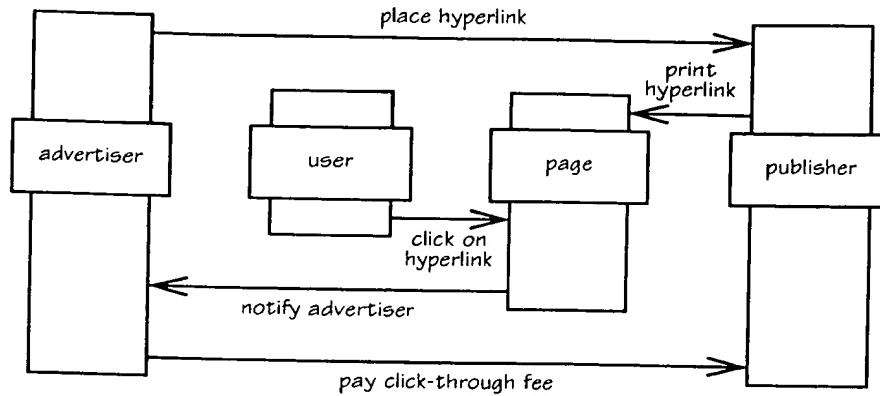 place hyperlink
print
hyperlink
advertiser
user
page
publisher
click on
hyperlink
notify advertiser
pay click-through fee